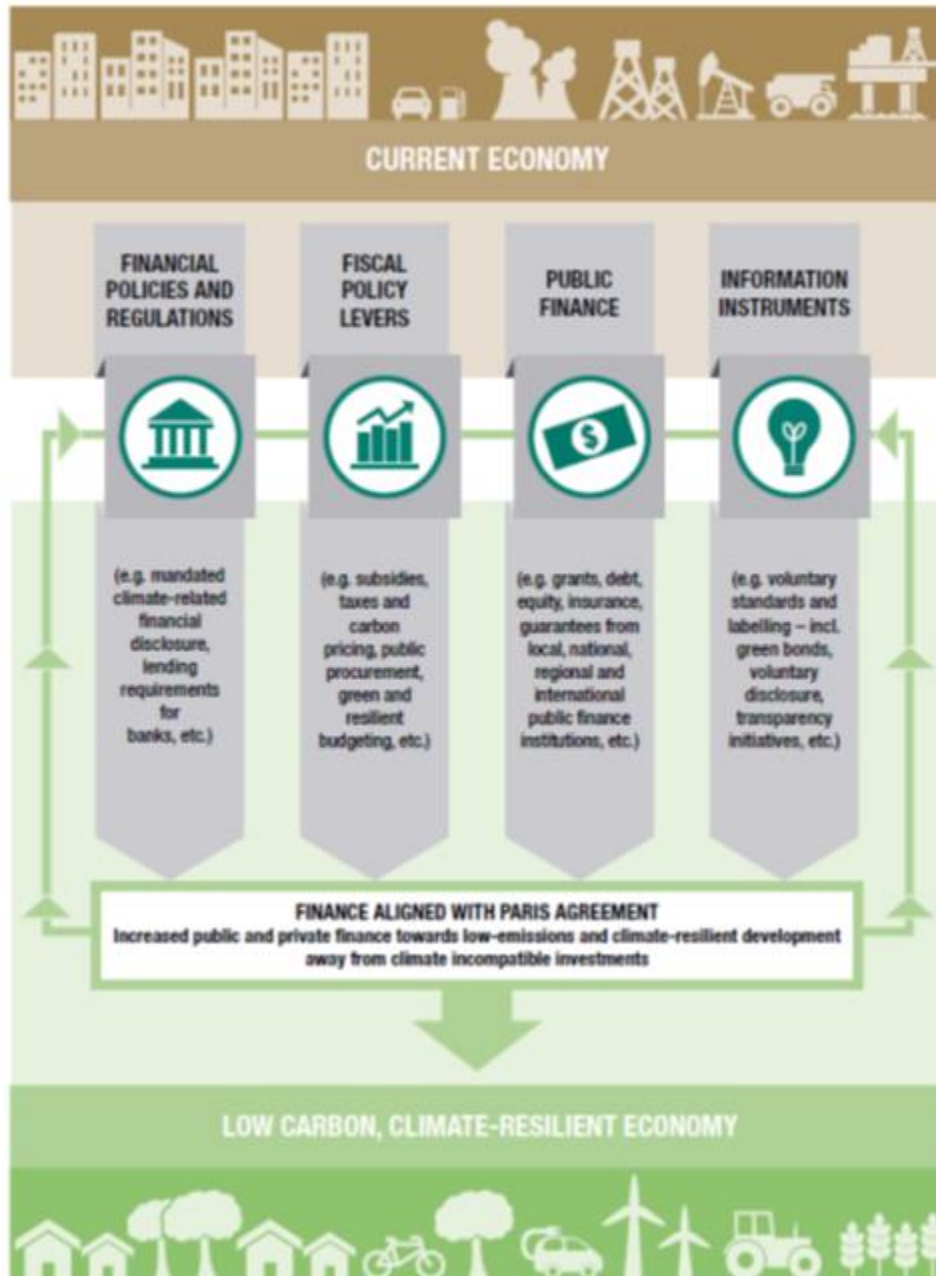 CURRENT ECONOMY
FINANCIAL
POLICIES AND
REGULATIONS
FISCAL
POLICY
LEVERS
PUBLIC
FINANCE
INFORMATION
INSTRUMENTS
$
(e.g. mandated
climate-related
financial
disclosure,
lending
requirements
for
banks, etc.)
(e.g. subsidies,
taxes and
carbon
pricing, public
procurement,
green and
resilient
budgeting, etc.)
(e.g. grants, debt,
equity, insurance,
guarantees from
local, national,
regional and
international
public finance
institutions, etc.)
(e.g. voluntary
standards and
labelling – incl.
green bonds,
voluntary
disclosure,
transparency
initiatives, etc.)
FINANCE ALIGNED WITH PARIS AGREEMENT
Increased public and private finance towards low-emissions and climate-resilient development
away from climate incompatible investments
LOW CARBON, CLIMATE-RESILIENT ECONOMY